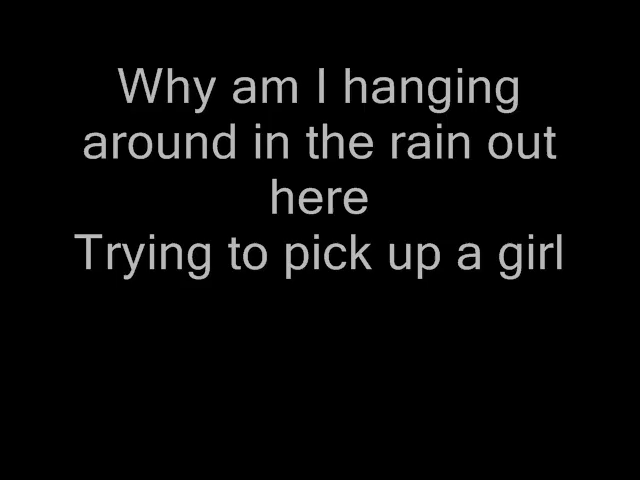 Why am I hanging
around in the rain out
here
Trying to pick up a girl